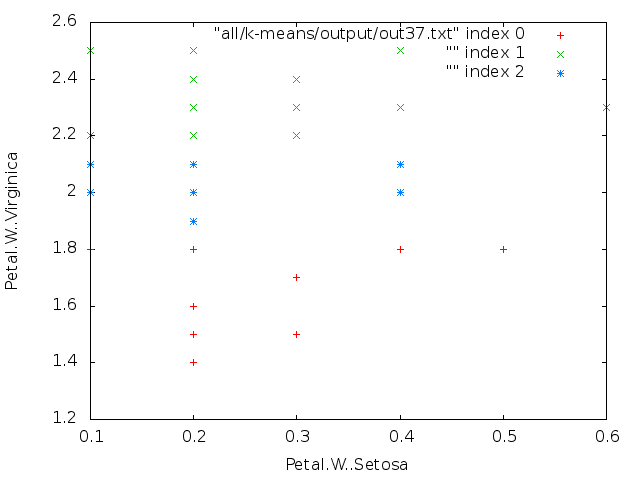 2.6
2.4
2.2
2
1.8
1.6
1.4
1.2
0.1 0.2 0.3 0.4 0.5 0.6
Petal.W..Virginica
Petal.W..Setosa
"all/k-means/output/out37.txt" index 0
"" index 1
"" index 2